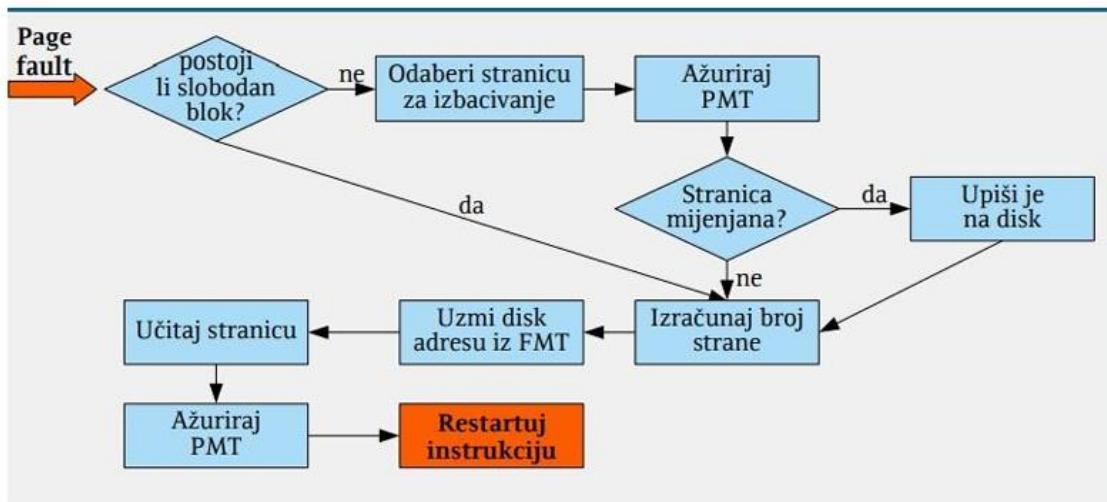 Page
fault
postoji
li slobodan
blok?
ne
Odaberi stranicu
za izbacivanje
Ažuriraj
PMT
da
Stranica
mijenjana?
da
Upiši je
na disk
ne
Učitaj stranicu
Uzmi disk
adresu iz FMT
Izračunaj broj
strane
Ažuriraj
PMT
Restartuj
instrukciju